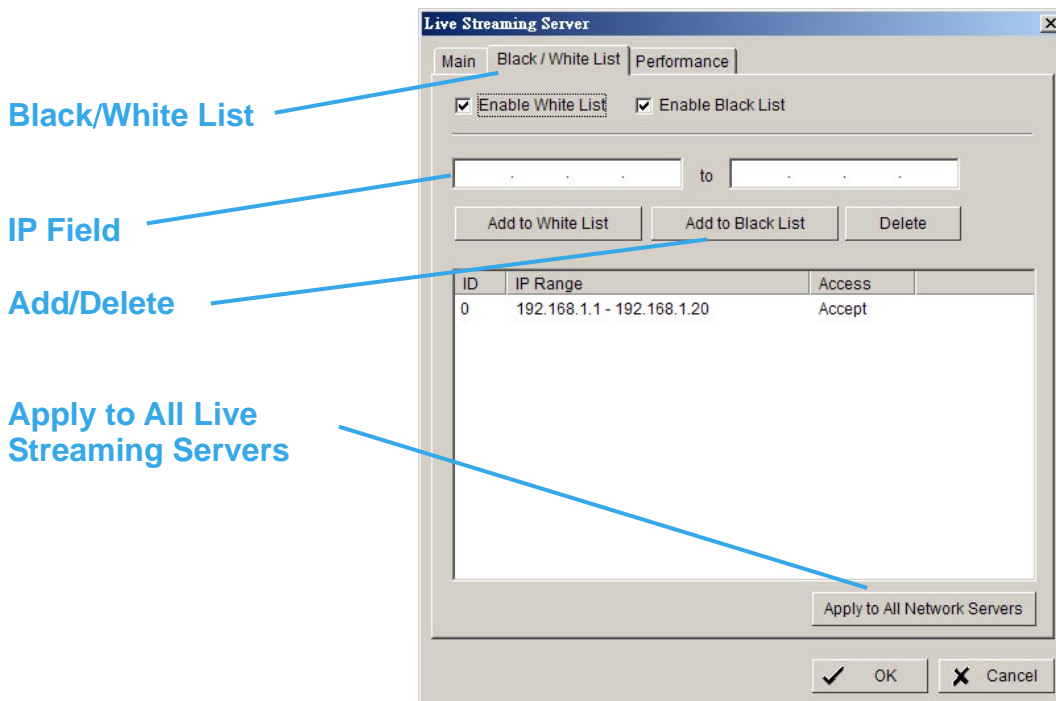 Live Streaming Server
Main Black / White List Performance
Black/White List
Enable White List Enable Black List
to
IP Field
Add to White List Add to Black List Delete
Add/Delete
ID IP Range Access
0 192.168.1.1 - 192.168.1.20 Accept
Apply to All Live
Streaming Servers
Apply to All Network Servers
OK Cancel